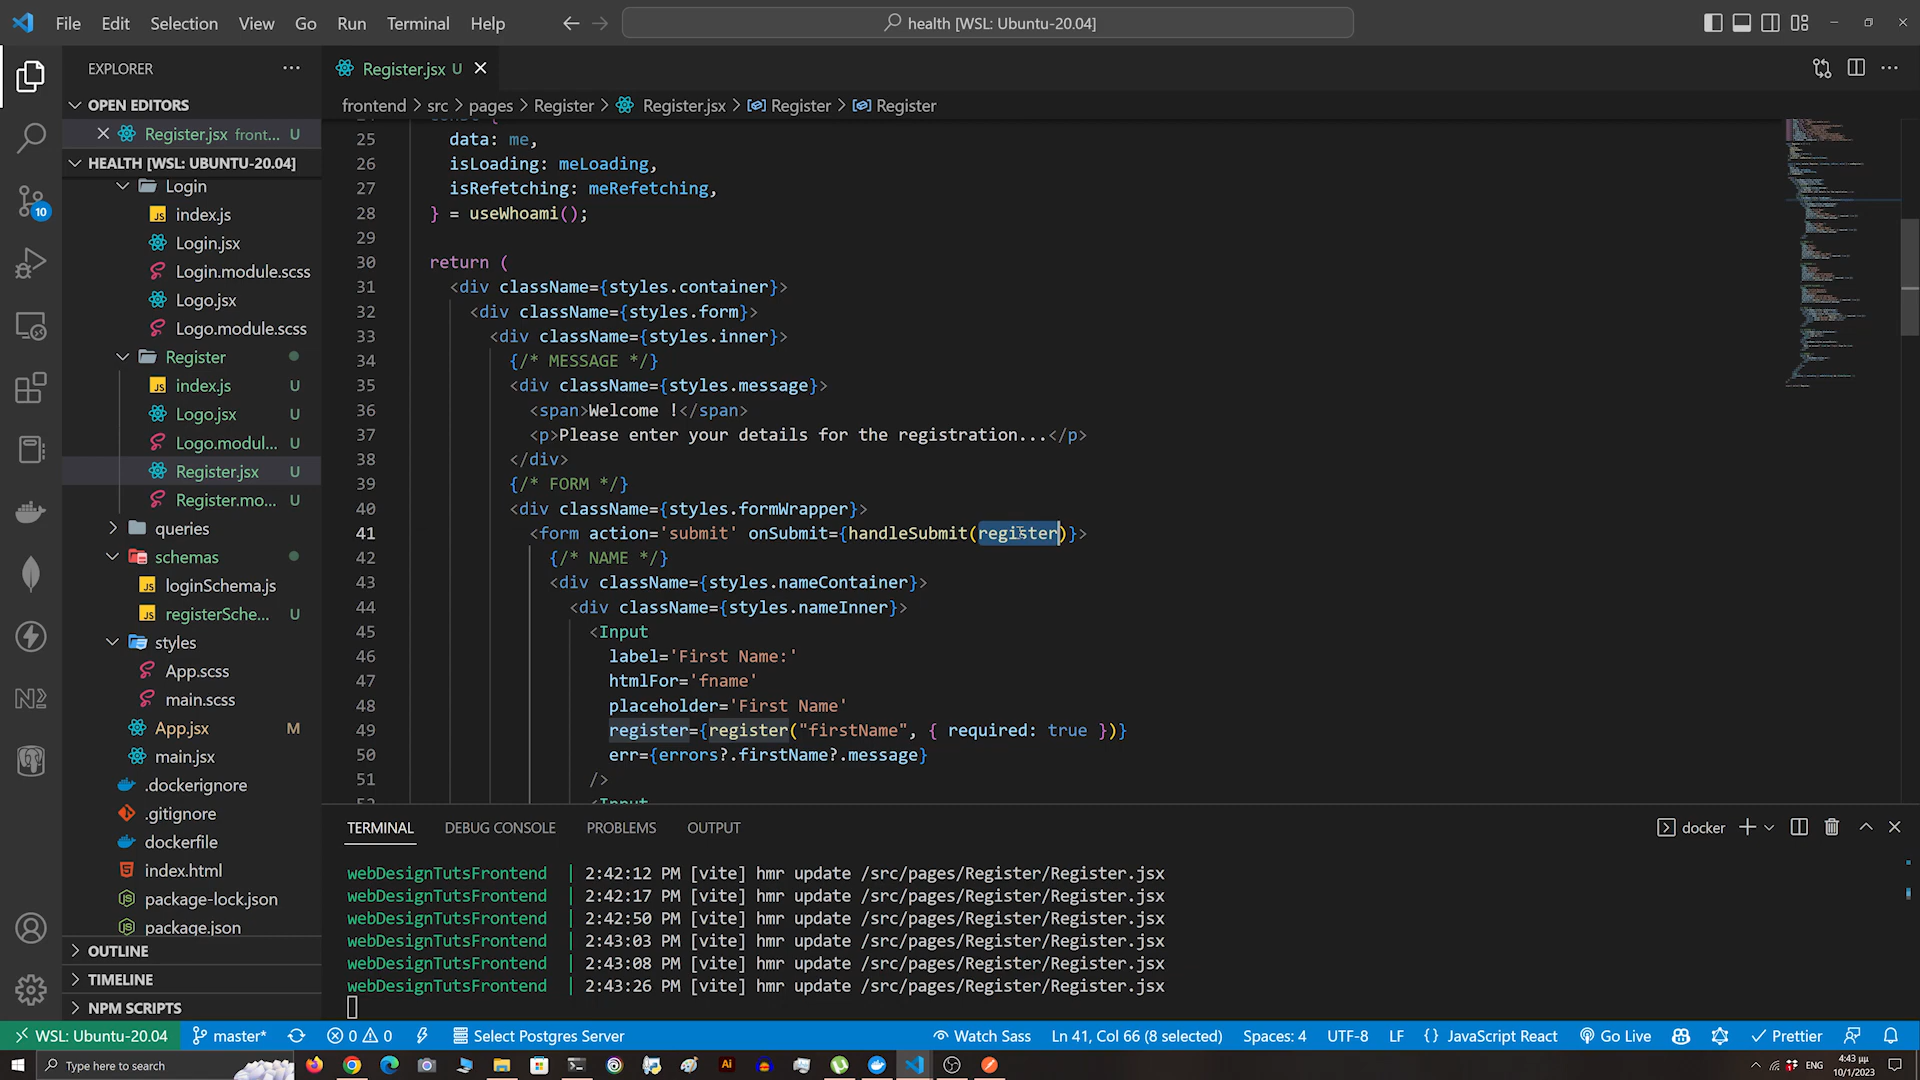 File Edit Selection View Go Run Terminal Help
health [WSL: Ubuntu-20.04]
EXPLORER
OPEN EDITORS
Register.jsx front... U
HEALTH [WSL: UBUNTU-20.04]
Login
index.js
Login.jsx
Login.module.scss
Logo.jsx
Logo.module.scss
Register
index.js U
Logo.jsx U
Logo.modul... U
Register.jsx U
Register.mo... U
queries
schemas
loginSchema.js
registerSche... U
styles
App.scss
main.scss
App.jsx M
main.jsx
.dockerignore
.gitignore
dockerfile
index.html
package-lock.json
package.json
OUTLINE
TIMELINE
NPM SCRIPTS
10
Register.jsx U
frontend > src > pages > Register > Register.jsx > Register > Register
25 data: me,
26 isLoading: meLoading,
27 isRefetching: meRefetching,
28 } = useWhoami();
29
30 return (
31 <div className={styles.container}>
32 <div className={styles.form}>
33 <div className={styles.inner}>
34 {/* MESSAGE */}
35 <div className={styles.message}>
36 <span>Welcome !</span>
37 <p>Please enter your details for the registration...</p>
38 </div>
39 {/* FORM */}
40 <div className={styles.formWrapper}>
41 <form action='submit' onSubmit={handleSubmit(register)}>
42 {/* NAME */}
43 <div className={styles.nameContainer}>
44 <div className={styles.nameInner}>
45 <Input
46 label='First Name:'
47 htmlFor='fname'
48 placeholder='First Name'
49 register={register("firstName", { required: true })}
50 err={errors?.firstName?.message}
51 />
52 <Input
TERMINAL DEBUG CONSOLE PROBLEMS OUTPUT
docker
webDesignTutsFrontend | 2:42:12 PM [vite] hmr update /src/pages/Register/Register.jsx
webDesignTutsFrontend | 2:42:17 PM [vite] hmr update /src/pages/Register/Register.jsx
webDesignTutsFrontend | 2:42:50 PM [vite] hmr update /src/pages/Register/Register.jsx
webDesignTutsFrontend | 2:43:03 PM [vite] hmr update /src/pages/Register/Register.jsx
webDesignTutsFrontend | 2:43:08 PM [vite] hmr update /src/pages/Register/Register.jsx
webDesignTutsFrontend | 2:43:26 PM [vite] hmr update /src/pages/Register/Register.jsx
WSL: Ubuntu-20.04 master* 0 0 Select Postgres Server Watch Sass Ln 41, Col 66 (8 selected) Spaces: 4 UTF-8 LF {} JavaScript React Go Live Prettier
Type here to search
ENG
4:43 μμ
10/1/2023